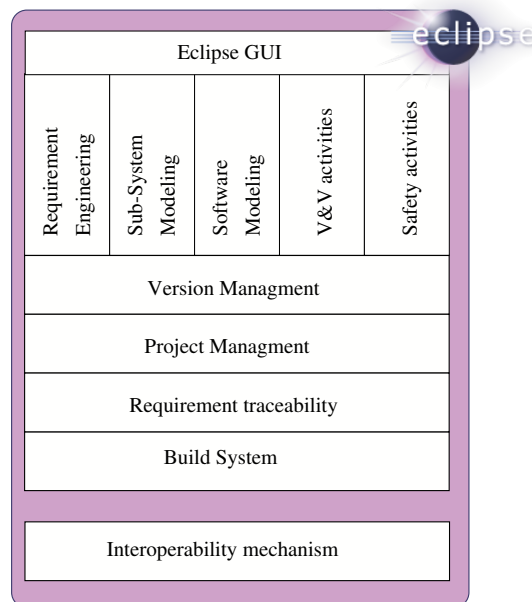 eclipse
Eclipse GUI
Requirement
Engineering
Sub-System
Modeling
Software
Modeling
V&V activities
Safety activities
Version Managment
Project Managment
Requirement traceability
Build System
Interoperability mechanism